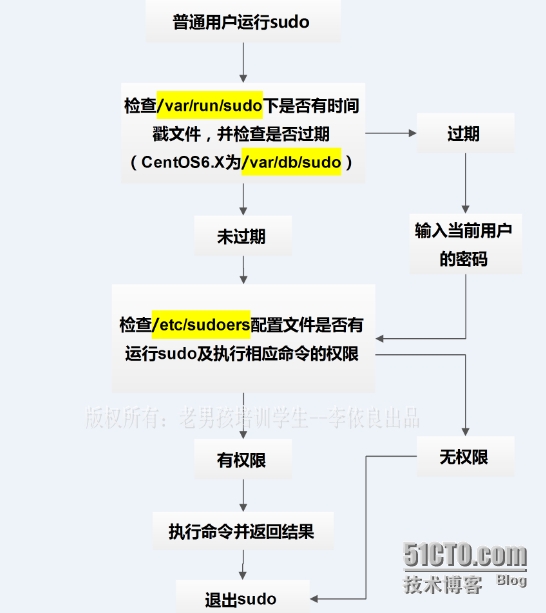 普通用户运行sudo
检查/var/run/sudo下是否有时间
戳文件，并检查是否过期
（CentOS6.X为/var/db/sudo）
过期
未过期
输入当前用户
的密码
检查/etc/sudoers配置文件是否有
运行sudo及执行相应命令的权限
版权所有：老男孩培训学生--李依良出品
有权限
无权限
执行命令并返回结果
退出sudo
51CTO.com
技术博客 Blog